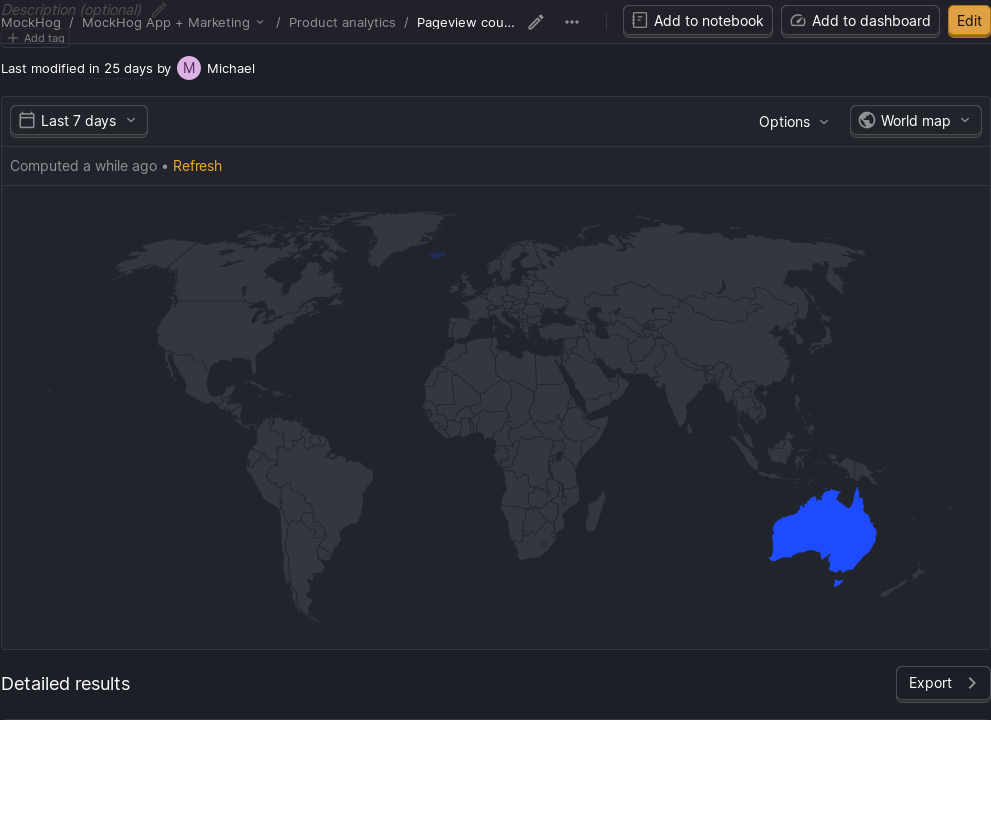 Description (optional)
MockHog / MockHog App + Marketing / Product analytics / Pageview cou...
Add to notebook
Add to dashboard
Edit
Add tag
Last modified in 25 days by M Michael
Last 7 days
Options
World map
Computed a while ago • Refresh
Detailed results
Export